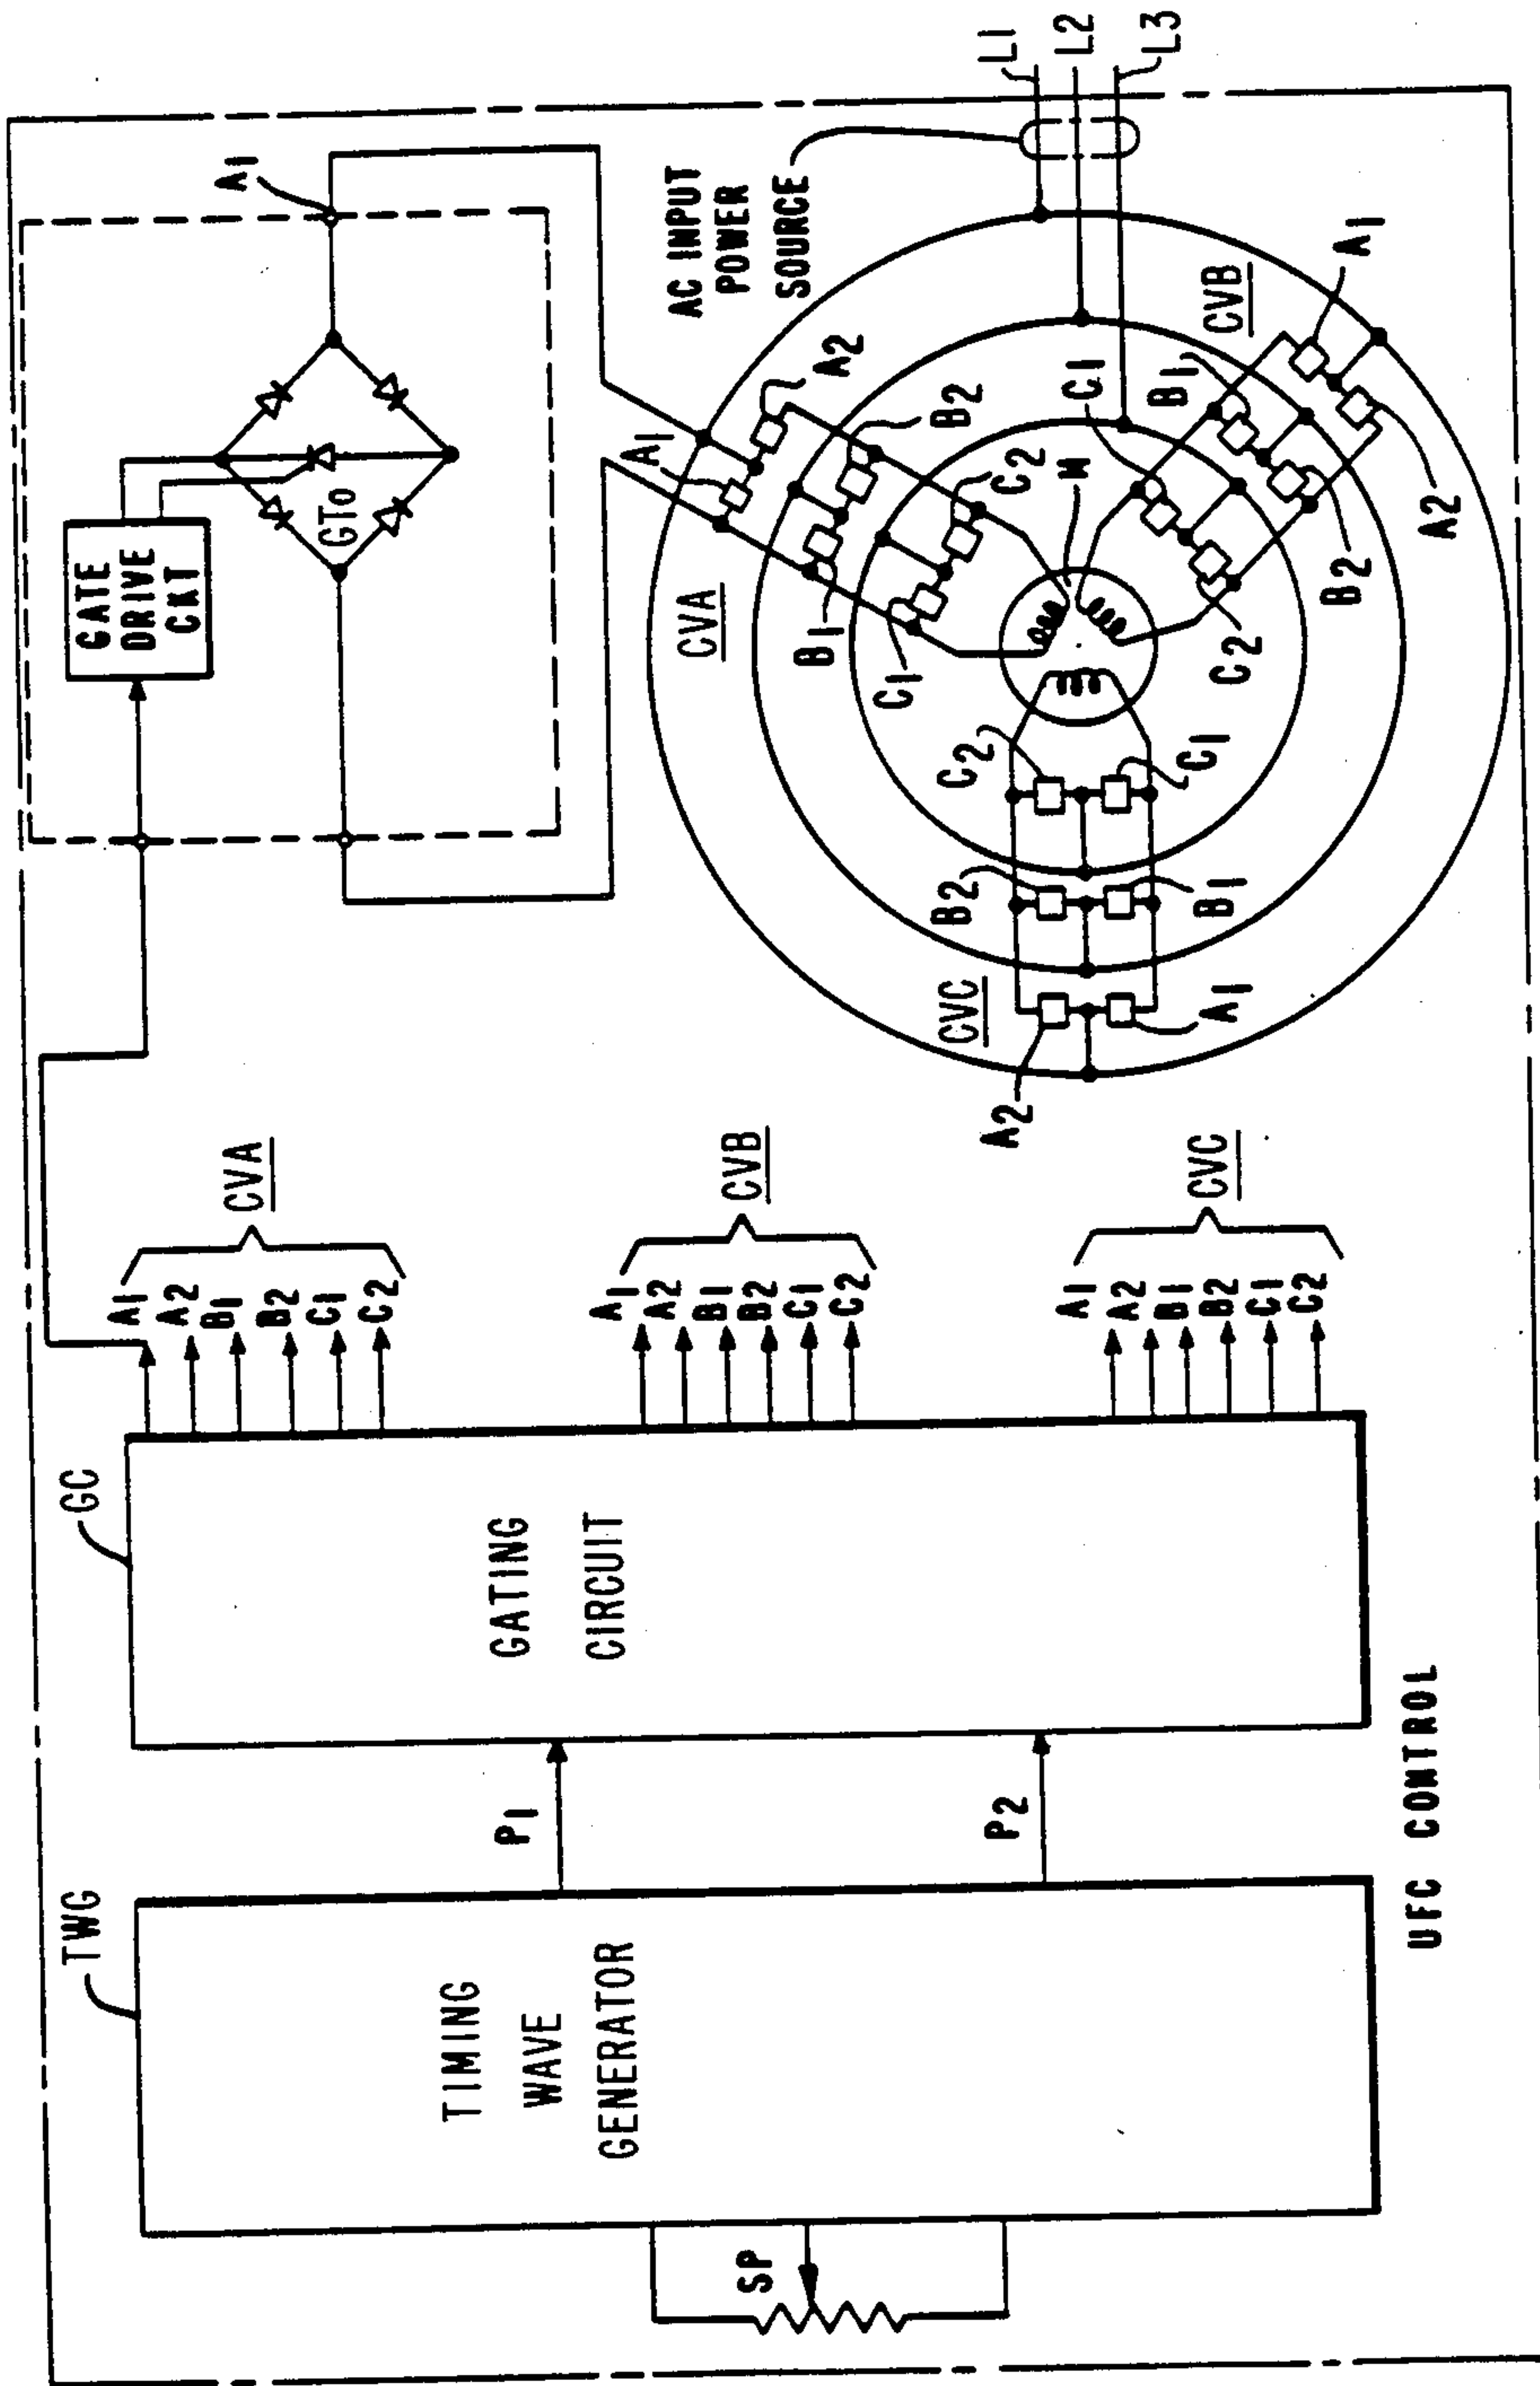 GATE
DRIVE
CKT
GTO
A1
AC INPUT
POWER
SOURCE
L1
L2
L3
CVA
A1
A2
B1
B2
C1
C2
M
CVB
A1
A2
B1
B2
C1
C2
CVC
A2
A1
B2
B1
C2
C1
CVA
A1
A2
B1
B2
C1
C2
CVB
A1
A2
B1
B2
C1
C2
CVC
A1
A2
B1
B2
C1
C2
GC
GATING
CIRCUIT
P1
P2
TWG
TIMING
WAVE
GENERATOR
SP
UFC CONTROL